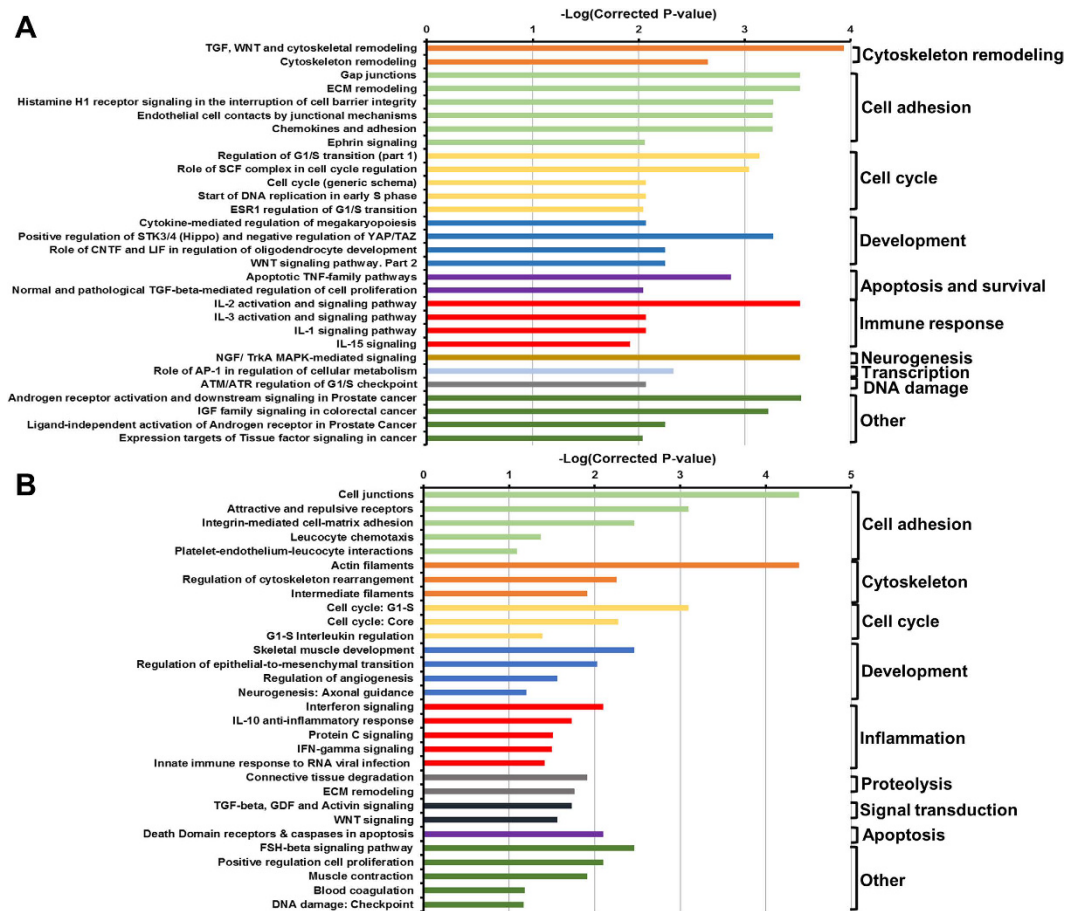 A
-Log(Corrected P-value)
0 1 2 3 4
TGF, WNT and cytoskeletal remodeling
Cytoskeleton remodeling
Cytoskeleton remodeling
Gap junctions
ECM remodeling
Histamine H1 receptor signaling in the interruption of cell barrier integrity
Endothelial cell contacts by junctional mechanisms
Chemokines and adhesion
Ephrin signaling
Cell adhesion
Regulation of G1/S transition (part 1)
Role of SCF complex in cell cycle regulation
Cell cycle (generic schema)
Start of DNA replication in early S phase
ESR1 regulation of G1/S transition
Cell cycle
Cytokine-mediated regulation of megakaryopoiesis
Positive regulation of STK3/4 (Hippo) and negative regulation of YAP/TAZ
Role of CNTF and LIF in regulation of oligodendrocyte development
WNT signaling pathway. Part 2
Development
Apoptotic TNF-family pathways
Normal and pathological TGF-beta-mediated regulation of cell proliferation
Apoptosis and survival
IL-2 activation and signaling pathway
IL-3 activation and signaling pathway
IL-1 signaling pathway
IL-15 signaling
Immune response
NGF/ TrkA MAPK-mediated signaling
Neurogenesis
Role of AP-1 in regulation of cellular metabolism
Transcription
ATM/ATR regulation of G1/S checkpoint
DNA damage
Androgen receptor activation and downstream signaling in Prostate cancer
IGF family signaling in colorectal cancer
Ligand-independent activation of Androgen receptor in Prostate Cancer
Expression targets of Tissue factor signaling in cancer
Other
B
-Log(Corrected P-value)
0 1 2 3 4 5
Cell junctions
Attractive and repulsive receptors
Integrin-mediated cell-matrix adhesion
Leucocyte chemotaxis
Platelet-endothelium-leucocyte interactions
Cell adhesion
Actin filaments
Regulation of cytoskeleton rearrangement
Intermediate filaments
Cytoskeleton
Cell cycle: G1-S
Cell cycle: Core
G1-S Interleukin regulation
Cell cycle
Skeletal muscle development
Regulation of epithelial-to-mesenchymal transition
Regulation of angiogenesis
Neurogenesis: Axonal guidance
Development
Interferon signaling
IL-10 anti-inflammatory response
Protein C signaling
IFN-gamma signaling
Innate immune response to RNA viral infection
Inflammation
Connective tissue degradation
ECM remodeling
Proteolysis
TGF-beta, GDF and Activin signaling
WNT signaling
Signal transduction
Death Domain receptors & caspases in apoptosis
Apoptosis
FSH-beta signaling pathway
Positive regulation cell proliferation
Muscle contraction
Blood coagulation
DNA damage: Checkpoint
Other